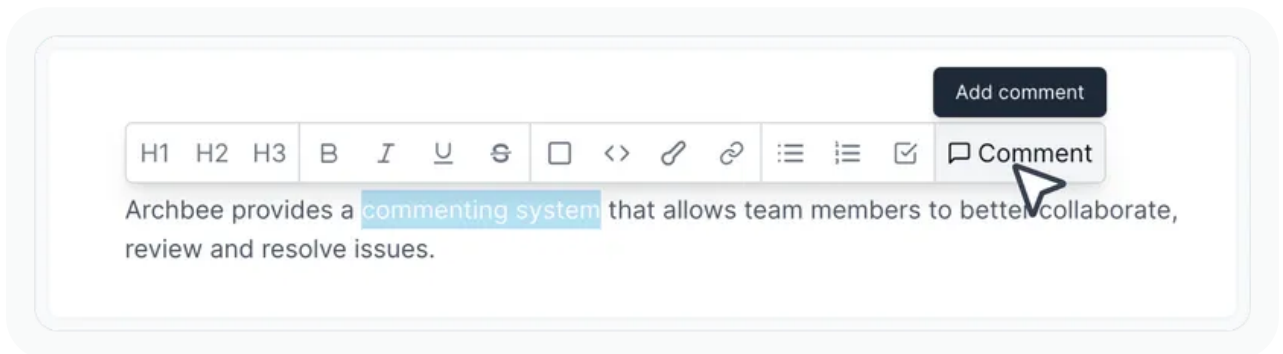 Add comment
H1 H2 H3 B I U S Comment
Archbee provides a commenting system that allows team members to better collaborate,
review and resolve issues.